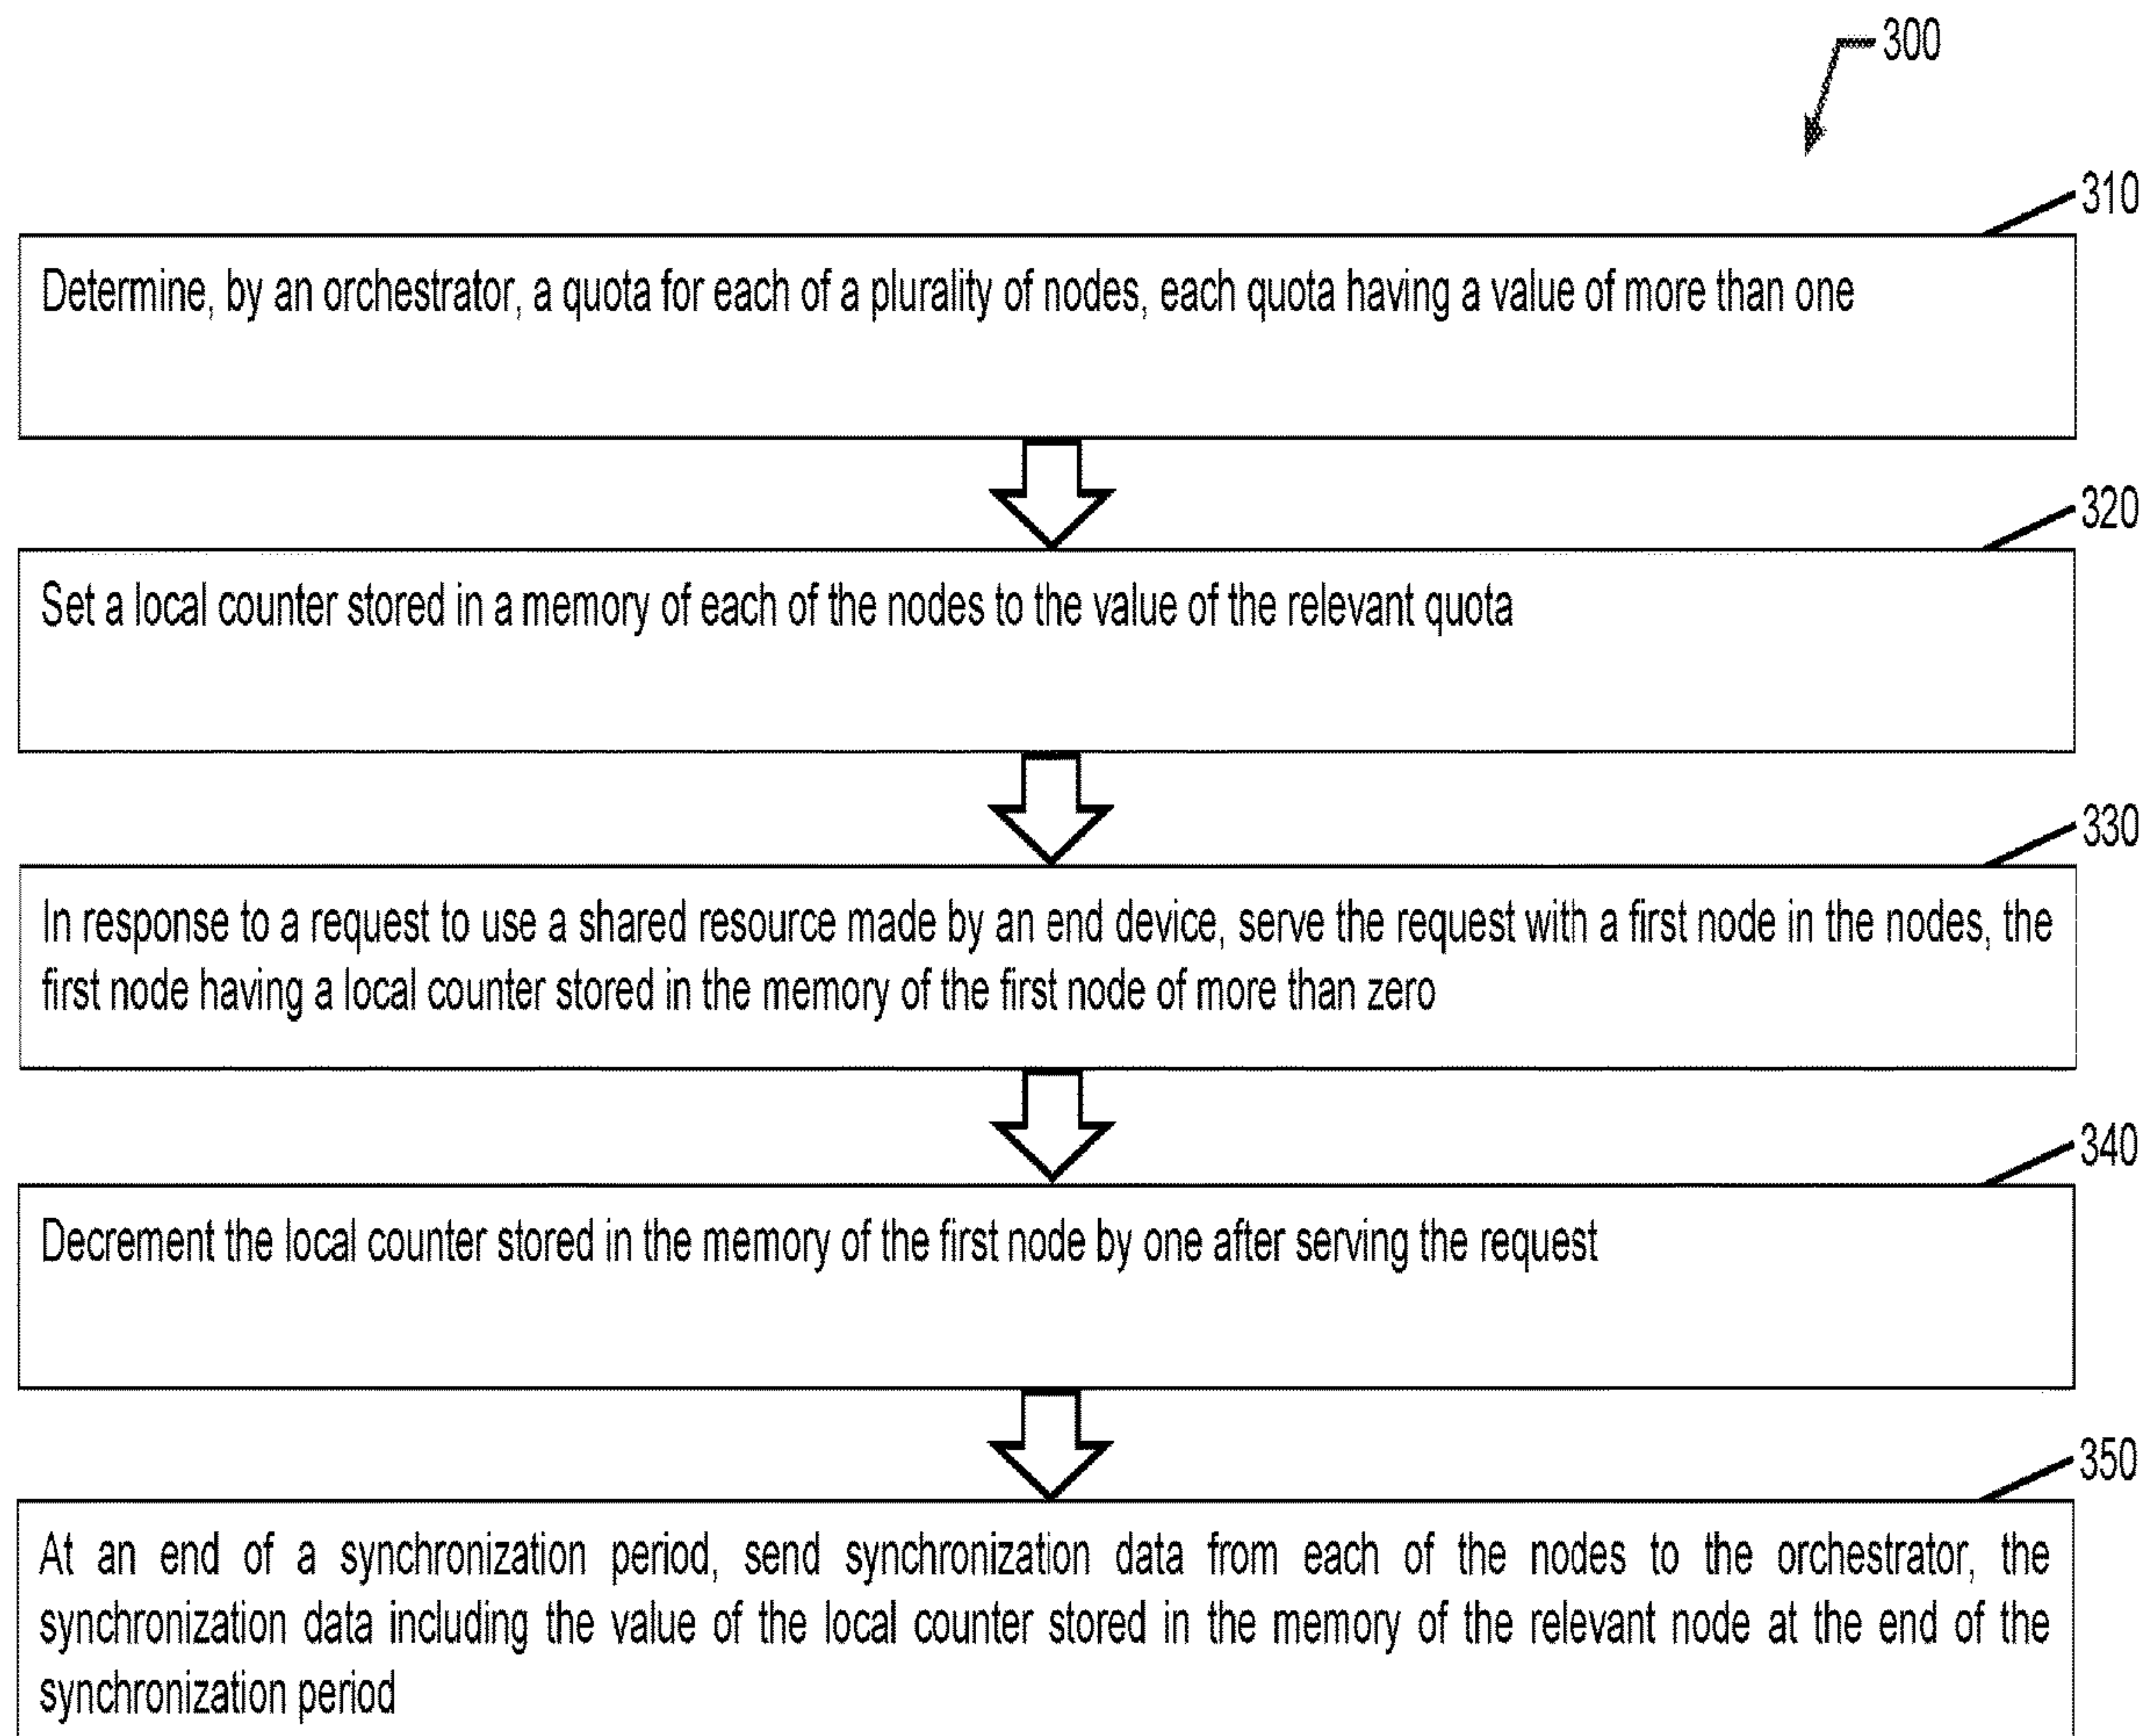 300
310
Determine, by an orchestrator, a quota for each of a plurality of nodes, each quota having a value of more than one
320
Set a local counter stored in a memory of each of the nodes to the value of the relevant quota
330
In response to a request to use a shared resource made by an end device, serve the request with a first node in the nodes, the
first node having a local counter stored in the memory of the first node of more than zero
340
Decrement the local counter stored in the memory of the first node by one after serving the request
350
At an end of a synchronization period, send synchronization data from each of the nodes to the orchestrator, the
synchronization data including the value of the local counter stored in the memory of the relevant node at the end of the
synchronization period